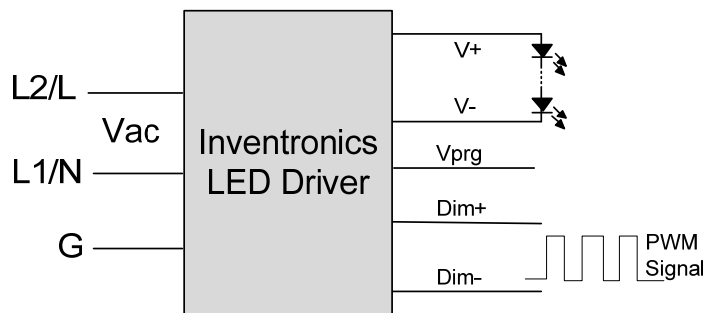 L2/L
Vac
L1/N
G
Inventronics
LED Driver
V+
V-
Vprg
Dim+
Dim-
PWM
Signal